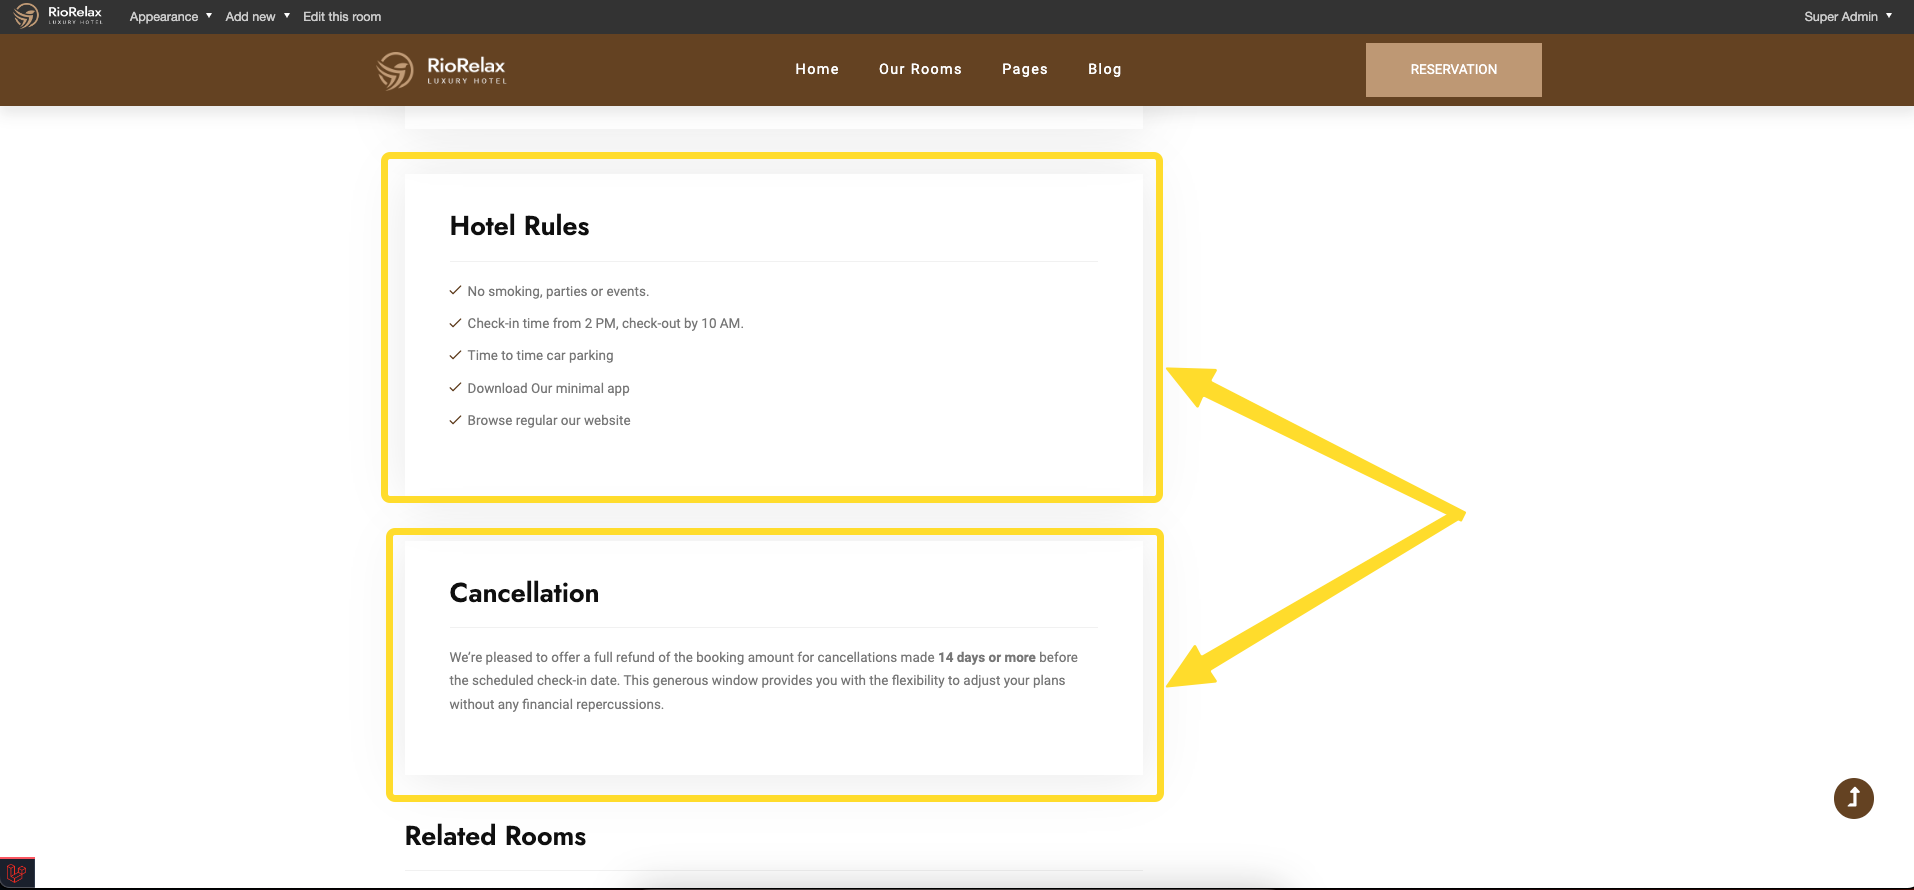 RioRelax
LUXURY HOTEL
Appearance
Add new
Edit this room
Super Admin
RioRelax
LUXURY HOTEL
Home
Our Rooms
Pages
Blog
RESERVATION
Hotel Rules
No smoking, parties or events.
Check-in time from 2 PM, check-out by 10 AM.
Time to time car parking
Download Our minimal app
Browse regular our website
Cancellation
We’re pleased to offer a full refund of the booking amount for cancellations made 14 days or more before
the scheduled check-in date. This generous window provides you with the flexibility to adjust your plans
without any financial repercussions.
Related Rooms